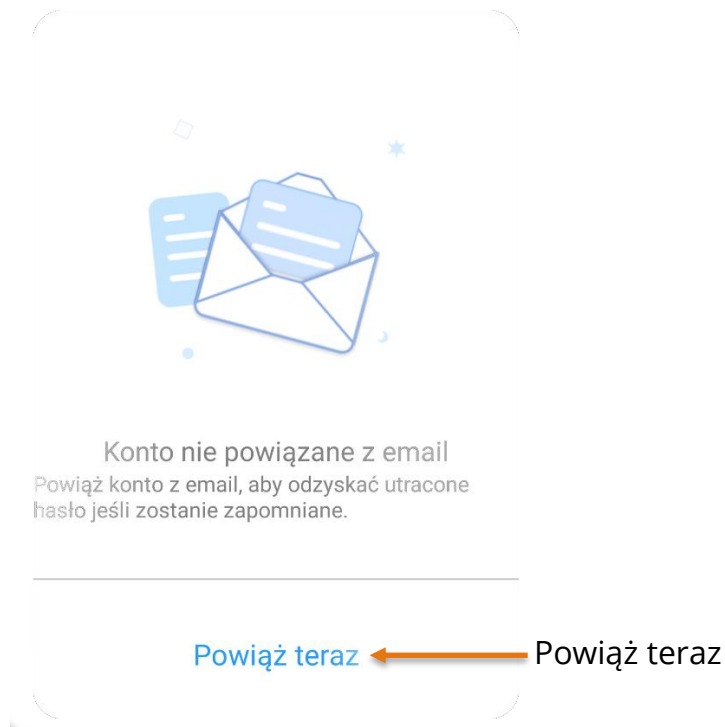 Konto nie powiązane z email
Powiąż konto z email, aby odzyskać utracone
hasło jeśli zostanie zapomniane.
Powiąż teraz
Powiąż teraz